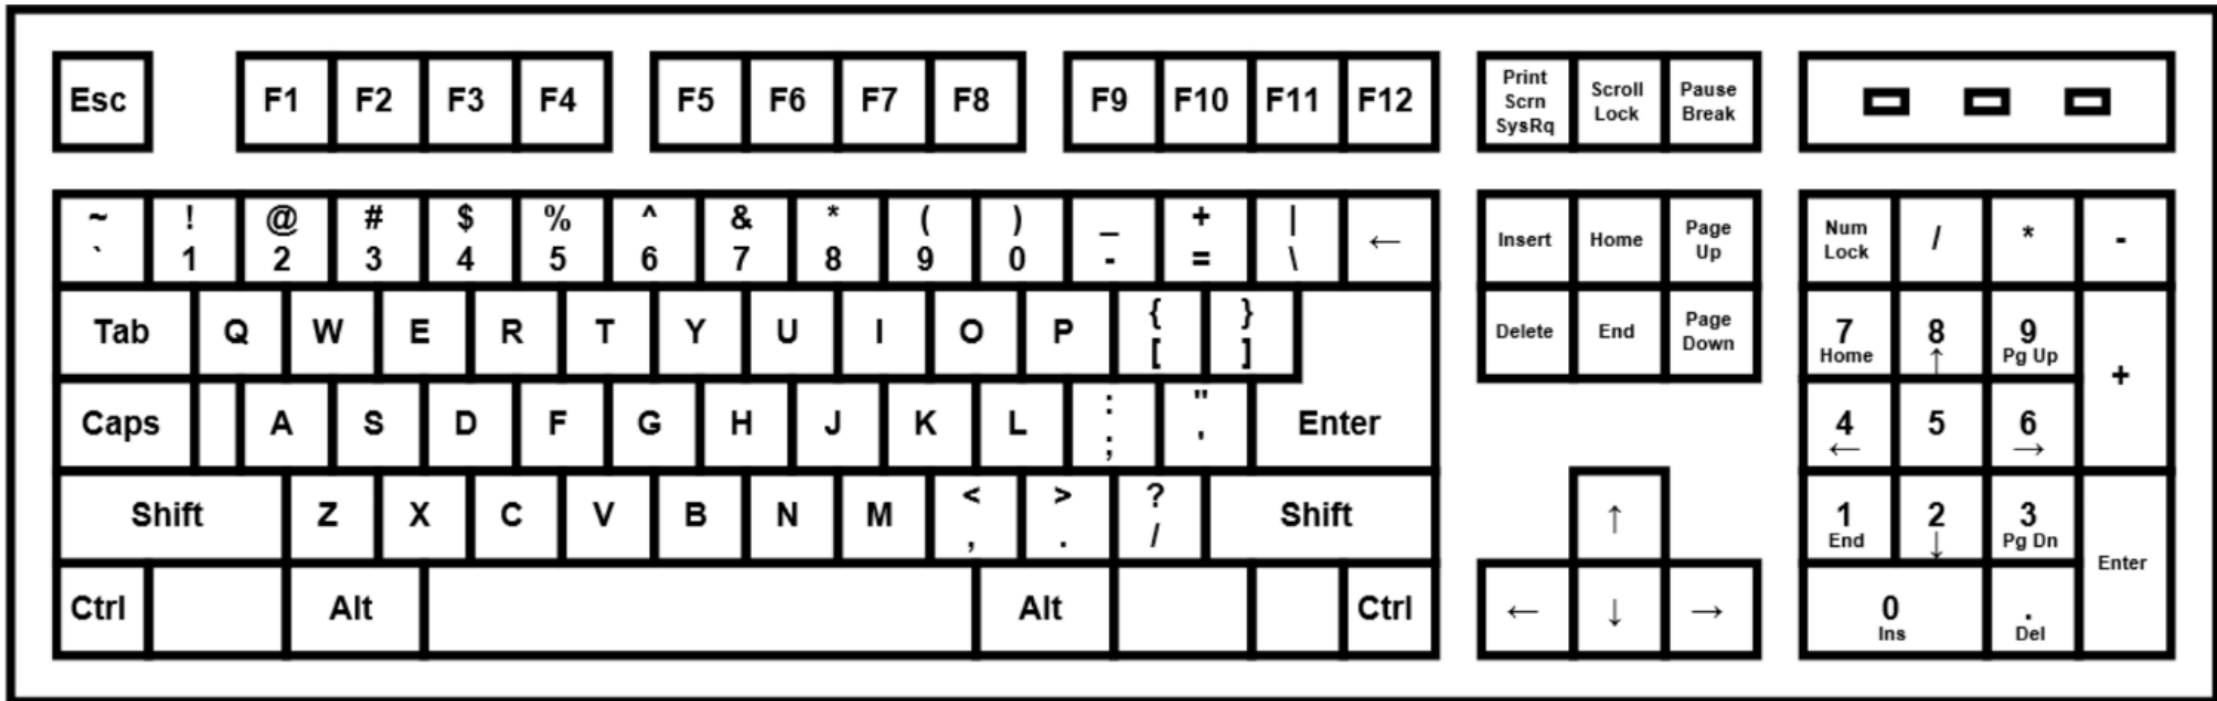 Esc F1 F2 F3 F4 F5 F6 F7 F8 F9 F10 F11 F12
Print
Scrn
SysRq
Scroll
Lock
Pause
Break
~ ! @ # $ % ^ & * ( ) _ + |
` 1 2 3 4 5 6 7 8 9 0 - = \ ←
Insert Home Page
Up
Num
Lock / * -
Tab Q W E R T Y U I O P { }
[ ]
Delete End Page
Down
7 8 9 +
Home ↑ Pg Up
Caps A S D F G H J K L : "
; ' Enter
4 5 6
← →
Shift Z X C V B N M < > ?
, . / Shift
↑
1 2 3
End ↓ Pg Dn
Enter
Ctrl Alt Alt Ctrl
← ↓ →
0 .
Ins Del